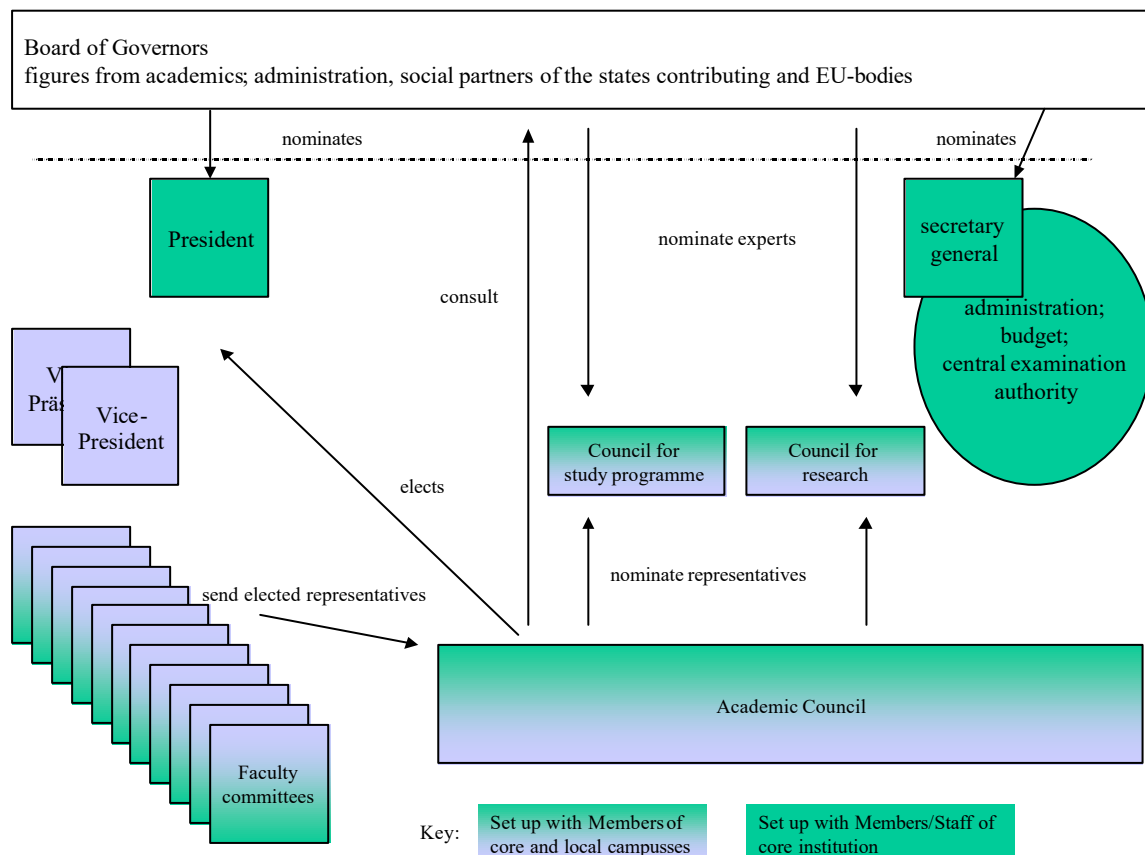 Board of Governors
figures from academics; administration, social partners of the states contributing and EU-bodies
nominates
nominates
President
secretary
general
nominate experts
consult
administration;
budget;
central examination
authority
Vice-
President
Council for
study programme
Council for
research
elects
nominate representatives
send elected representatives
Academic Council
Faculty
committees
Key:
Set up with Members of
core and local campusses
Set up with Members/Staff of
core institution